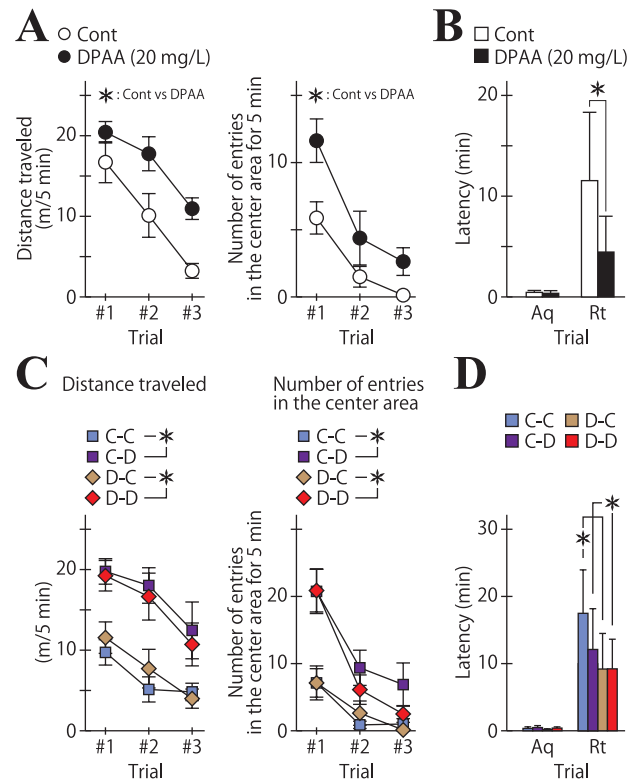 A
Cont
DPAA (20 mg/L)
: Cont vs DPAA
20
10
0
Distance traveled
(m/5 min)
#1 #2 #3
Trial
: Cont vs DPAA
10
0
Number of entries
in the center area for 5 min
#1 #2 #3
Trial
B
Cont
DPAA (20 mg/L)
20
10
0
Latency (min)
Aq Rt
Trial
C
Distance traveled
C-C
C-D
D-C
D-D
20
10
0
(m/5 min)
#1 #2 #3
Trial
Number of entries
in the center area
C-C
C-D
D-C
D-D
30
20
10
0
Number of entries
in the center area for 5 min
#1 #2 #3
Trial
D
C-C D-C
C-D D-D
30
20
10
0
Latency (min)
Aq Rt
Trial